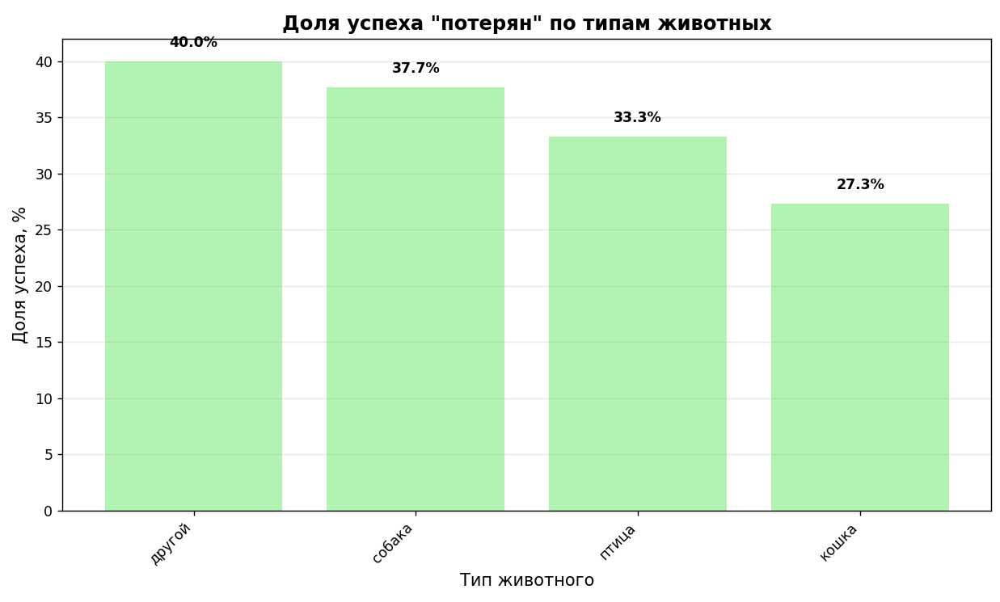 Доля успеха "потерян" по типам животных
40.0%
37.7%
33.3%
27.3%
Доля успеха, %
40
35
30
25
20
15
10
5
0
другой
собака
птица
кошка
Тип животного